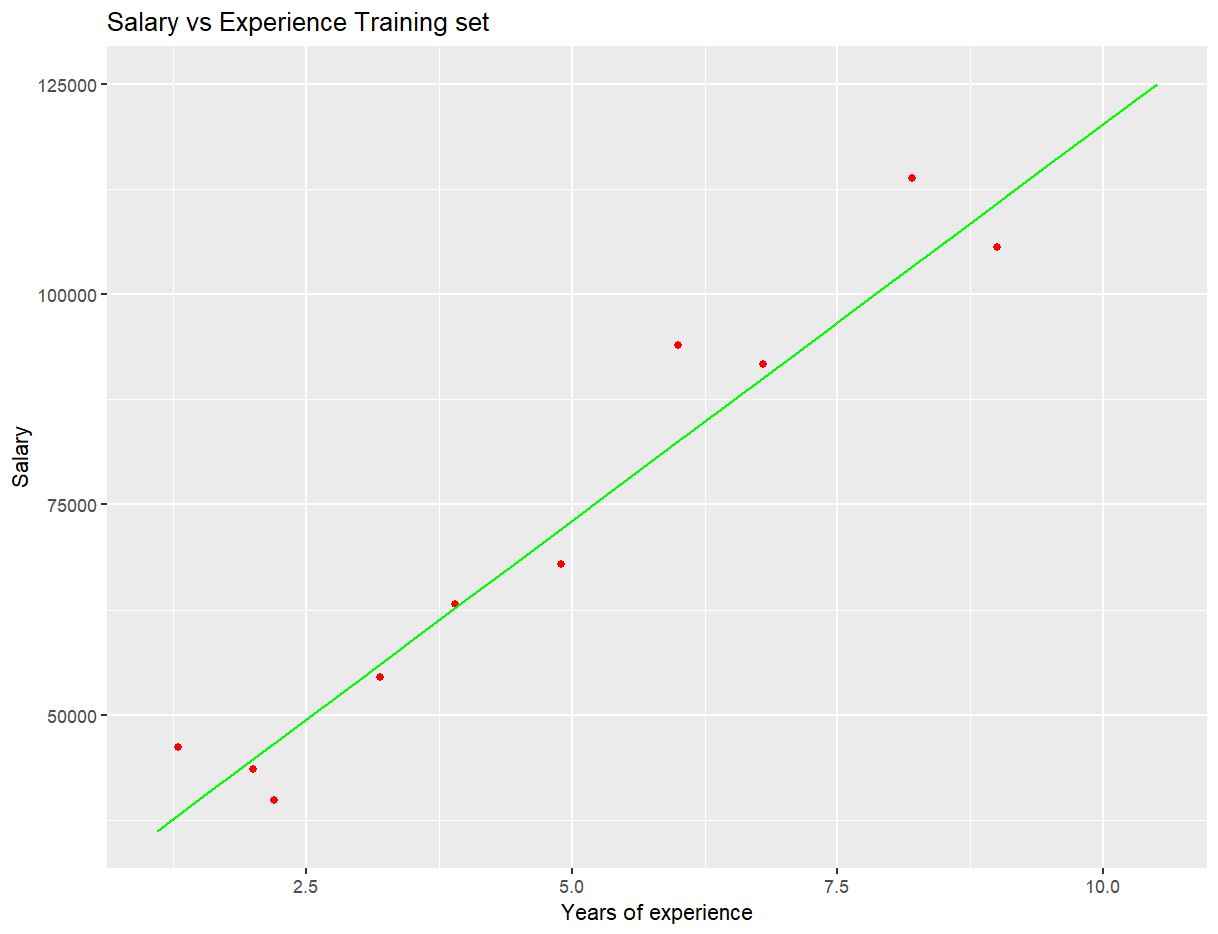 Salary vs Experience Training set
125000
100000
75000
50000
Salary
2.5 5.0 7.5 10.0
Years of experience